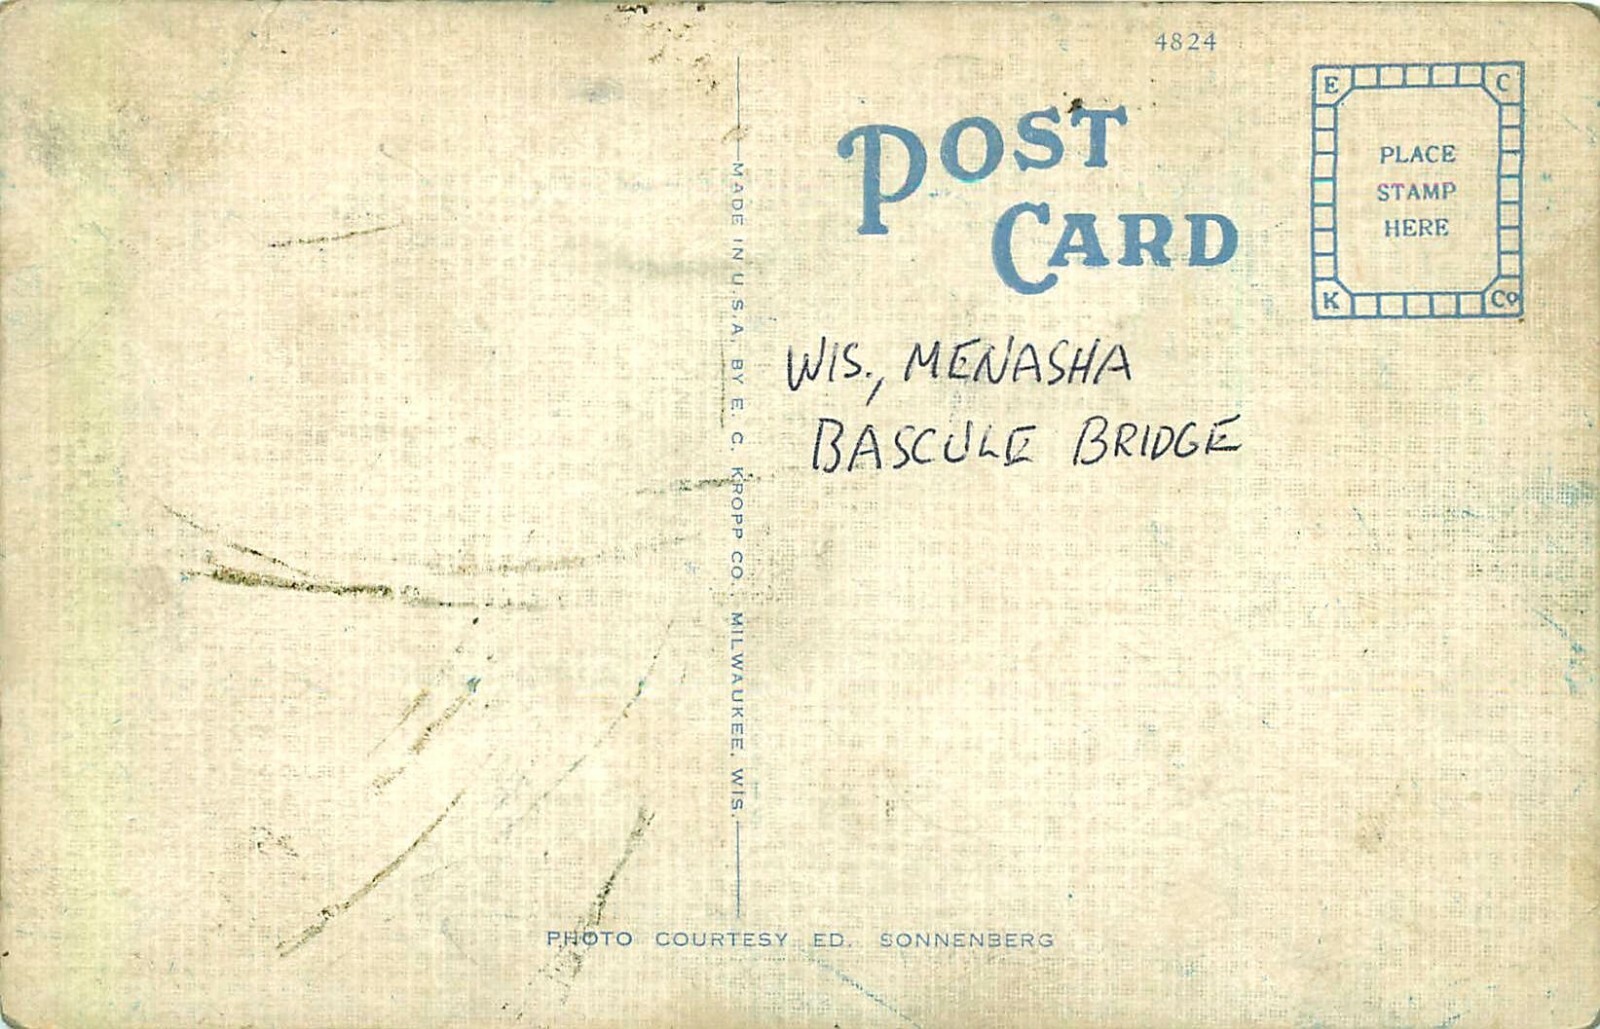 4824
POST
CARD
E C
PLACE
STAMP
HERE
K Co
MADE IN U.S.A. BY E. C. KROPP CO., MILWAUKEE, WIS.
WIS., MENASHA
BASCULE BRIDGE
PHOTO COURTESY ED. SONNENBERG